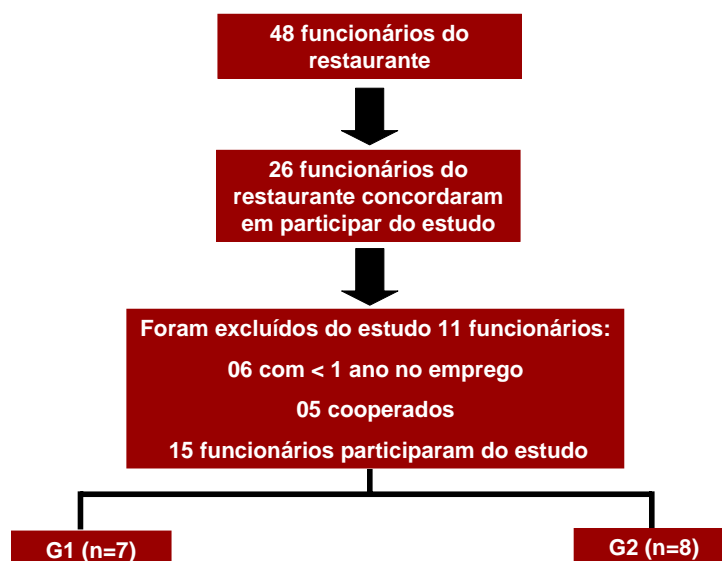 48 funcionários do
restaurante
26 funcionários do
restaurante concordaram
em participar do estudo
Foram excluídos do estudo 11 funcionários:
06 com < 1 ano no emprego
05 cooperados
15 funcionários participaram do estudo
G1 (n=7)
G2 (n=8)